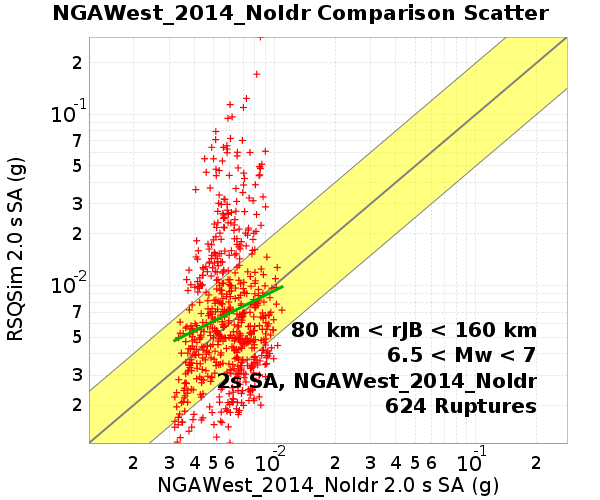 NGAWest_2014_NoIdr Comparison Scatter
2
10-1
7
5
3
2
10-2
7
5
3
2
RSQSim 2.0 s SA (g)
80 km < rJB < 160 km
6.5 < Mw < 7
2s SA, NGAWest_2014_NoIdr
624 Ruptures
2 3 4 5 6 10-2 2 3 4 5 6 10-1 2
NGAWest_2014_NoIdr 2.0 s SA (g)